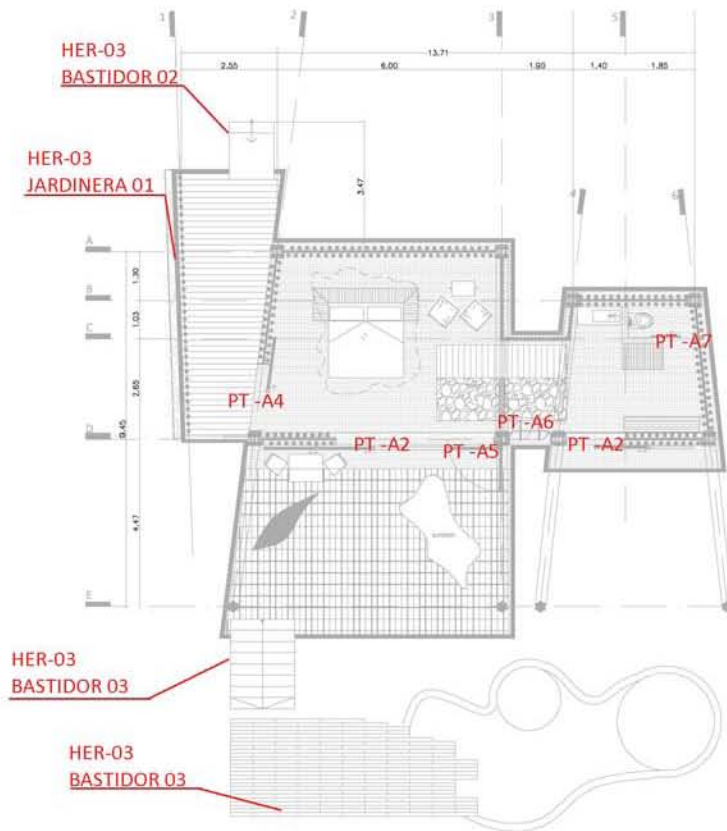 1
2
3
5
13.71
2.55
6.00
1.90
1.40
1.85
HER-03
BASTIDOR 02
HER-03
JARDINERA 01
3.47
4
6
A
B
C
D
E
1.30
1.03
2.65
9.45
4.47
PT -A7
PT -A4
PT -A6
PT -A2
PT -A5
PT -A2
HER-03
BASTIDOR 03
HER-03
BASTIDOR 03